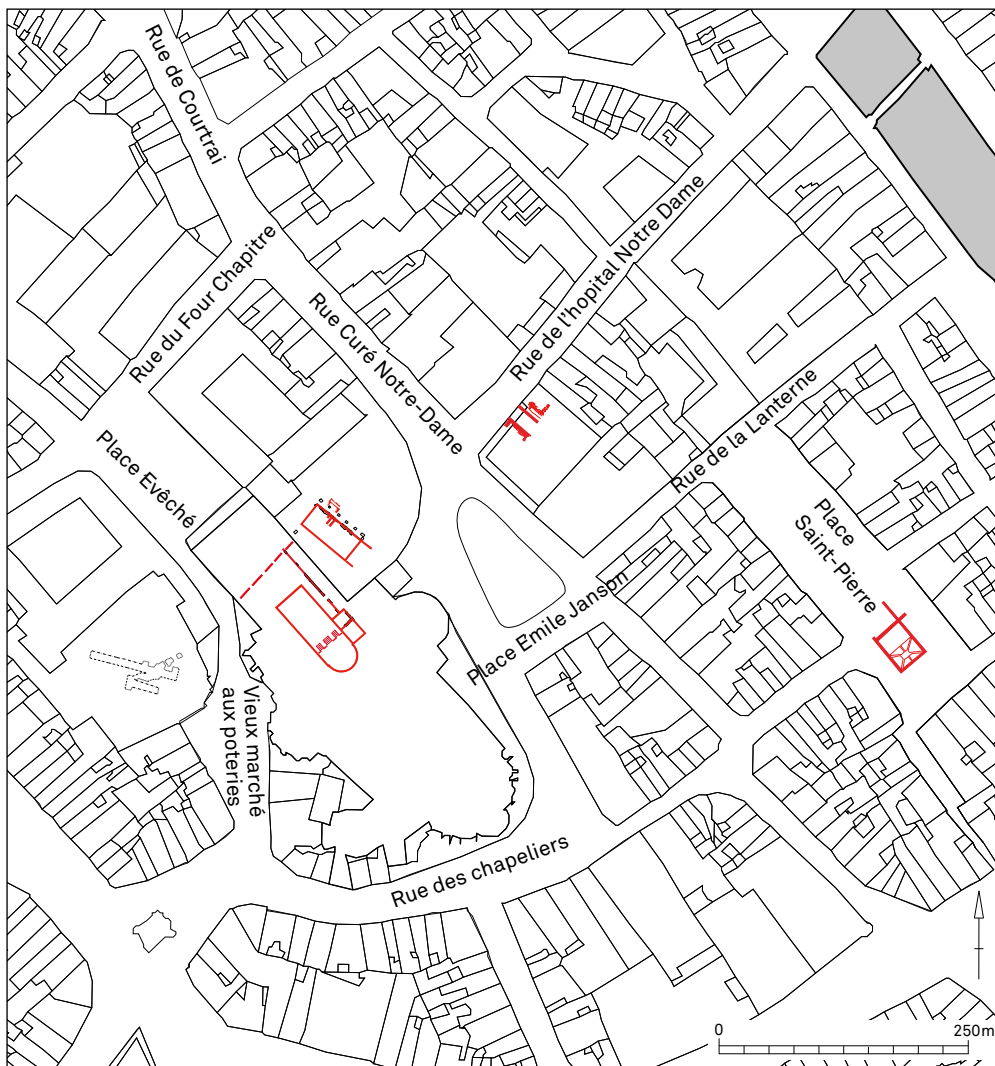 Rue de Courtrai
Rue du Four Chapitre
Rue Curé Notre-Dame
Rue de l'hopital Notre Dame
Rue de la Lanterne
Place Evêché
Place
Saint-Pierre
Place Emile Janson
Vieux marché
aux poteries
Rue des chapeliers
0 250m